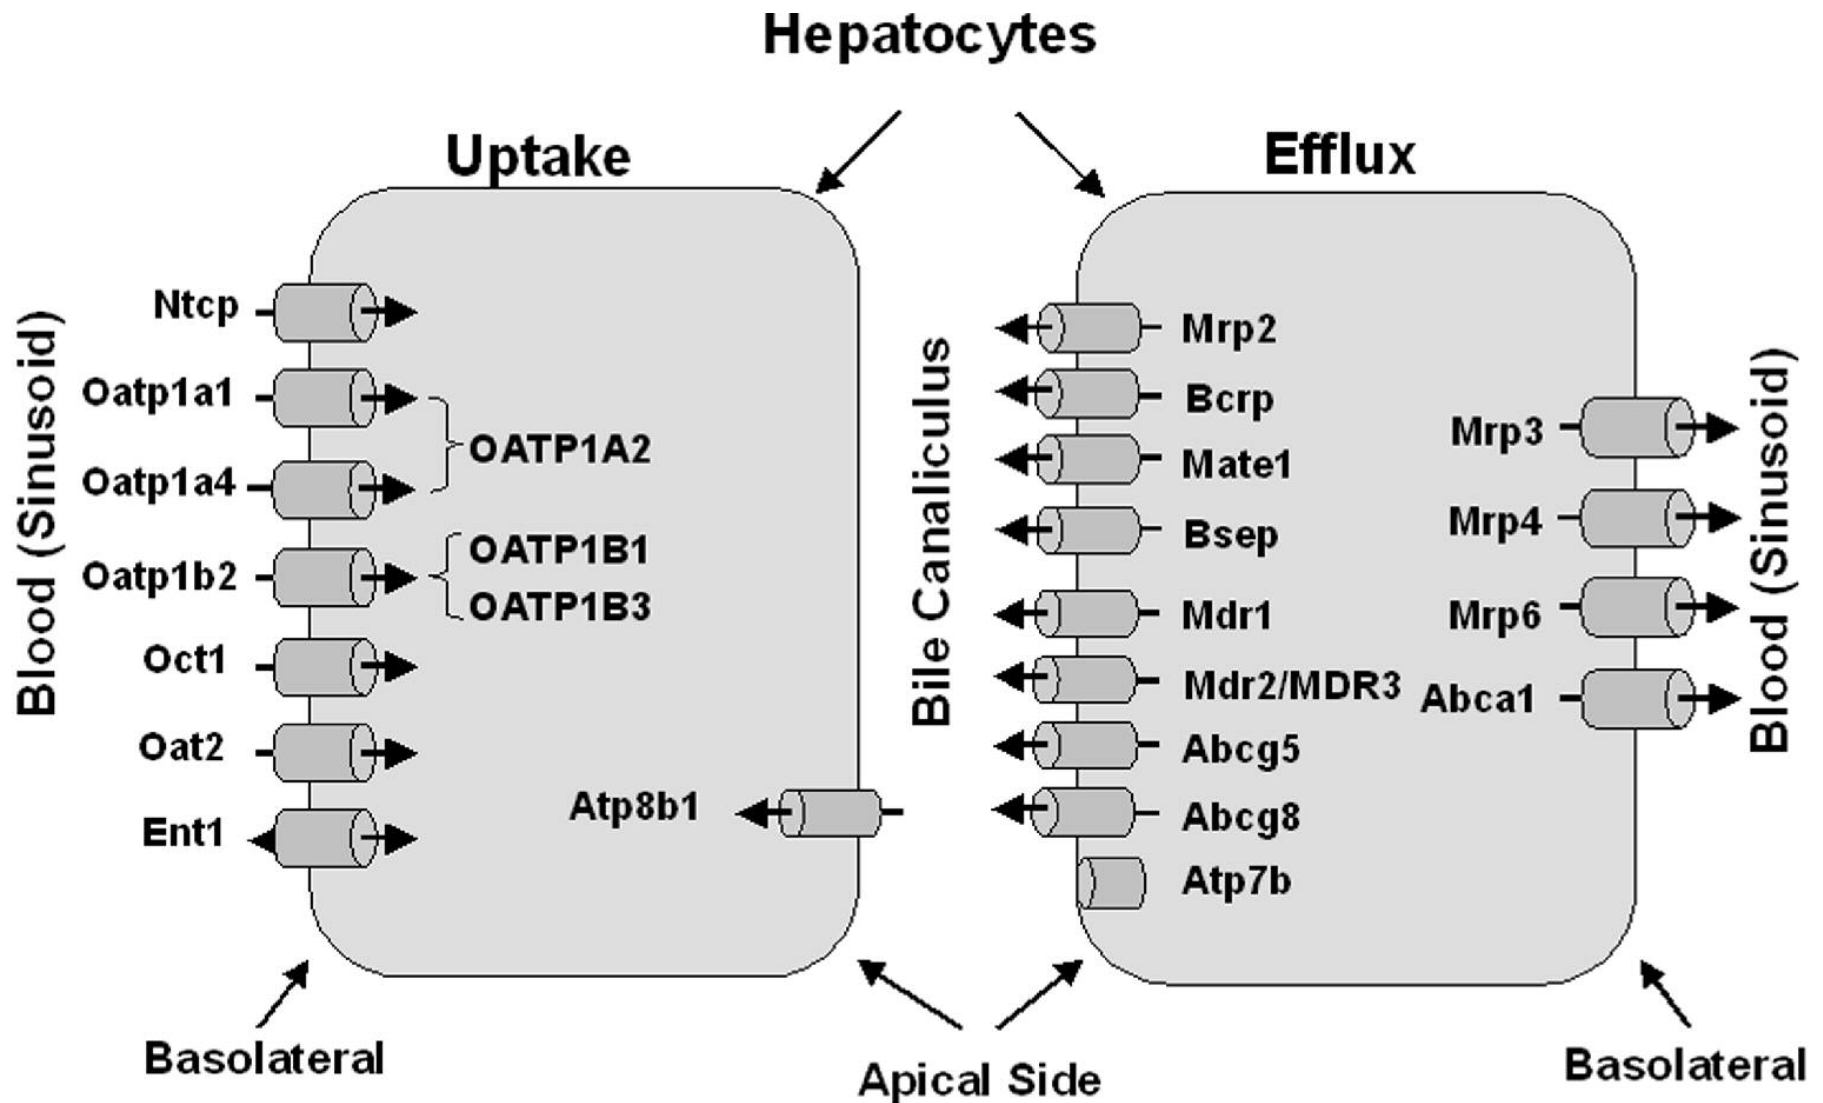 Hepatocytes
Uptake
Efflux
Blood (Sinusoid)
Ntcp
Oatp1a1
Oatp1a4
Oatp1b2
Oct1
Oat2
Ent1
OATP1A2
OATP1B1
OATP1B3
Atp8b1
Bile Canaliculus
Mrp2
Bcrp
Mate1
Bsep
Mdr1
Mdr2/MDR3
Abcg5
Abcg8
Atp7b
Mrp3
Mrp4
Mrp6
Abca1
Blood (Sinusoid)
Basolateral
Apical Side
Basolateral